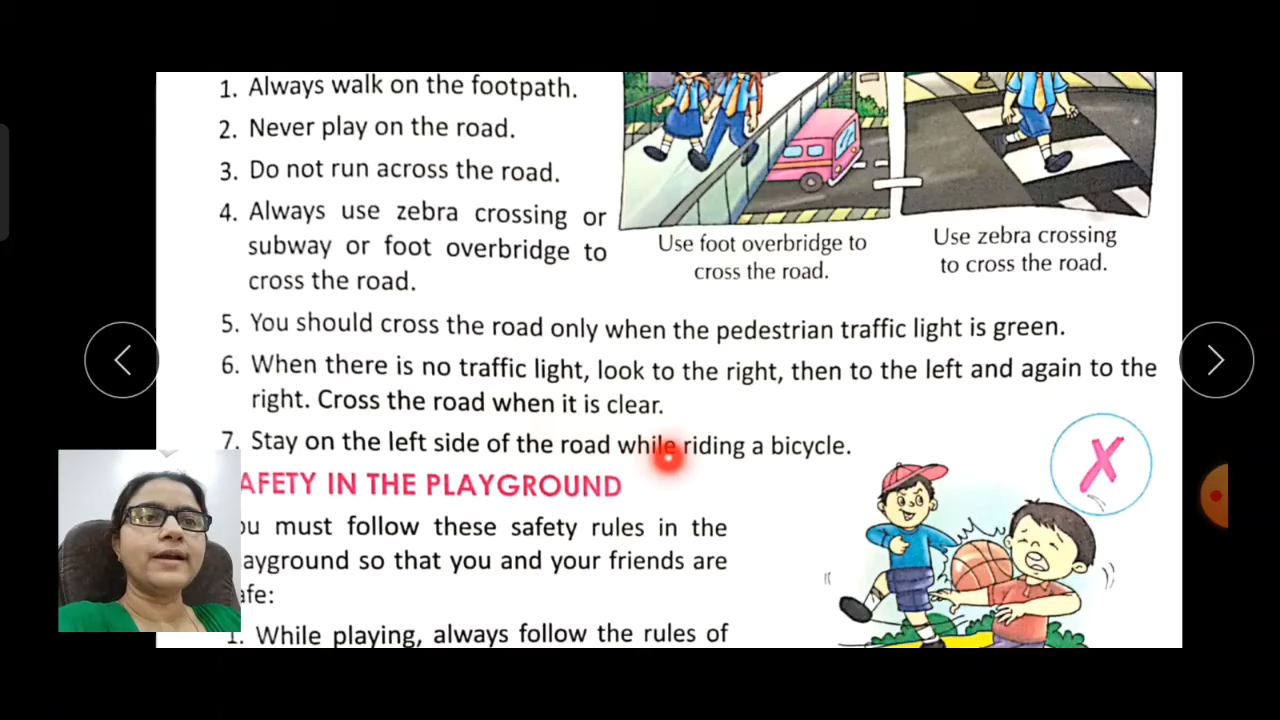 1. Always walk on the footpath.
2. Never play on the road.
3. Do not run across the road.
4. Always use zebra crossing or
subway or foot overbridge to
cross the road.
Use foot overbridge to
cross the road.
Use zebra crossing
to cross the road.
5. You should cross the road only when the pedestrian traffic light is green.
6. When there is no traffic light, look to the right, then to the left and again to the
right. Cross the road when it is clear.
7. Stay on the left side of the road while riding a bicycle.
AFETY IN THE PLAYGROUND
ou must follow these safety rules in the
ayground so that you and your friends are
afe:
1. While playing, always follow the rules of
X